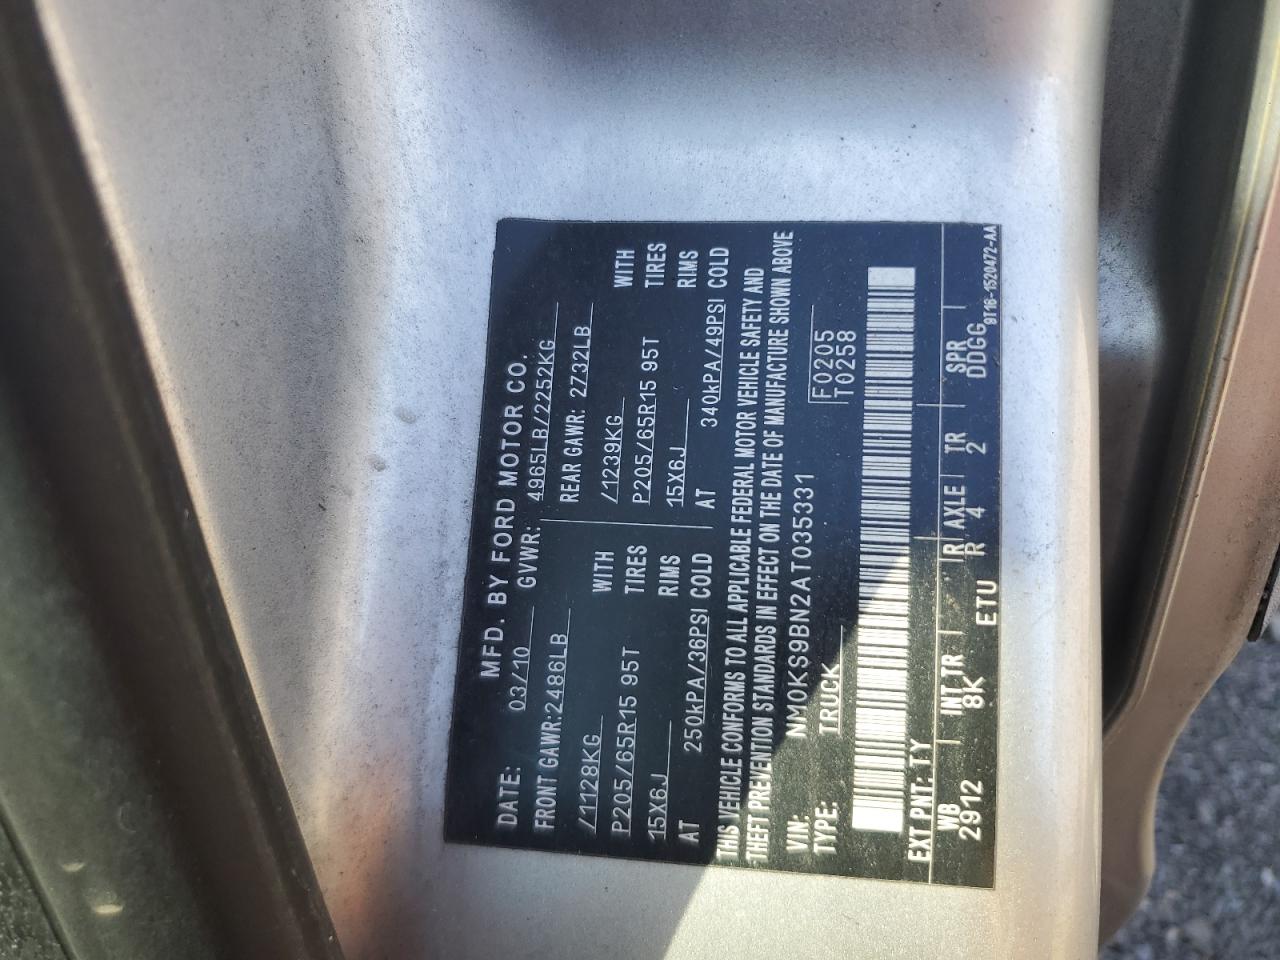 MFD. BY FORD MOTOR CO.
DATE: 03/10 GVWR: 4965LB/2252KG
FRONT GAWR:2486LB REAR GAWR: 2732LB
/1128KG WITH /1239KG WITH
P205/65R15 95T TIRES P205/65R15 95T TIRES
15X6J RIMS 15X6J RIMS
AT 250kPA/36PSI COLD AT 340kPA/49PSI COLD
THIS VEHICLE CONFORMS TO ALL APPLICABLE FEDERAL MOTOR VEHICLE SAFETY AND
THEFT PREVENTION STANDARDS IN EFFECT ON THE DATE OF MANUFACTURE SHOWN ABOVE
VIN: NM0KS9BN2AT035331 F0205
TYPE: TRUCK T0258
EXT PNT: TY
WB INT TR R AXLE TR SPR
2912 8K R 4 2 DDGG
ETU
9T16-1520472-AA